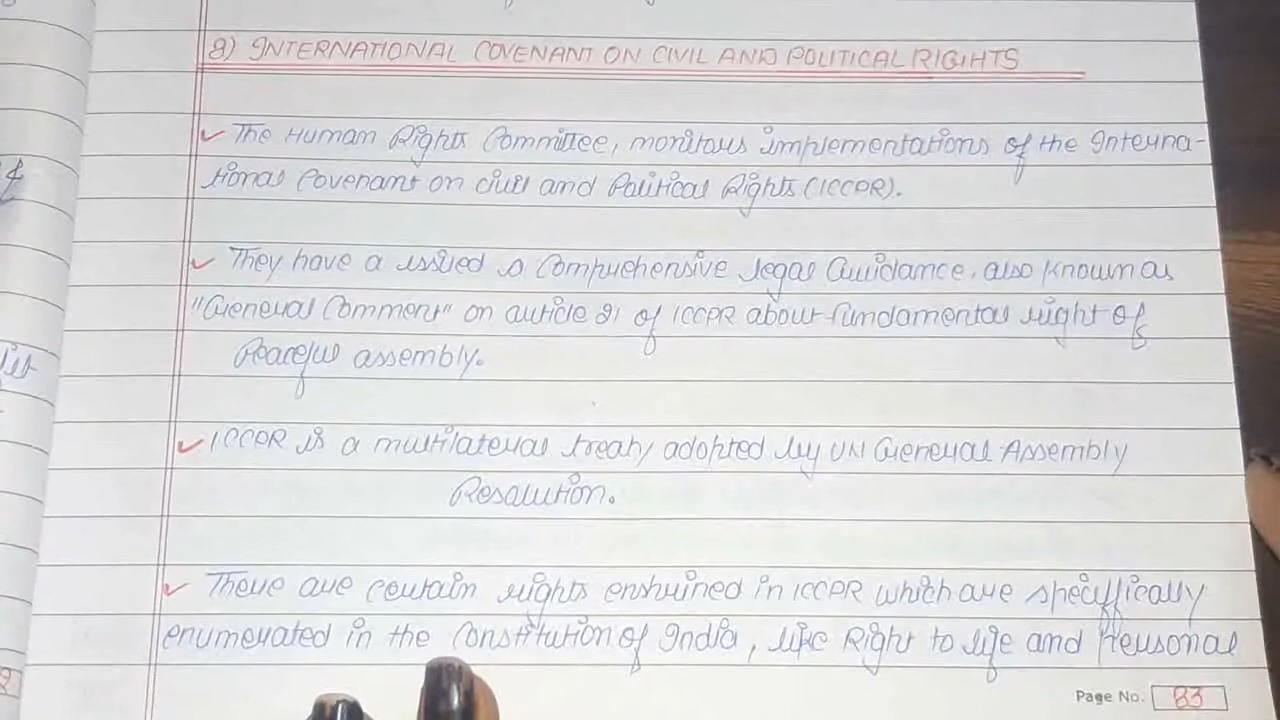 8) INTERNATIONAL COVENANT ON CIVIL AND POLITICAL RIGHTS
The Human Rights Committee, monitors implementations of the Interna-
tional Covenant on civil and Political Rights (ICCPR).
They have a issued a Comprehensive legal Guidance, also known as
"General Comment" on article 21 of ICCPR about fundamental right of
Peaceful assembly.
ICCPR is a multilateral treaty adopted by UN General Assembly
Resolution.
There are certain rights enshrined in ICCPR which are speciffically
enumerated in the Constitution of India, like Right to life and Personal
Page No. 83